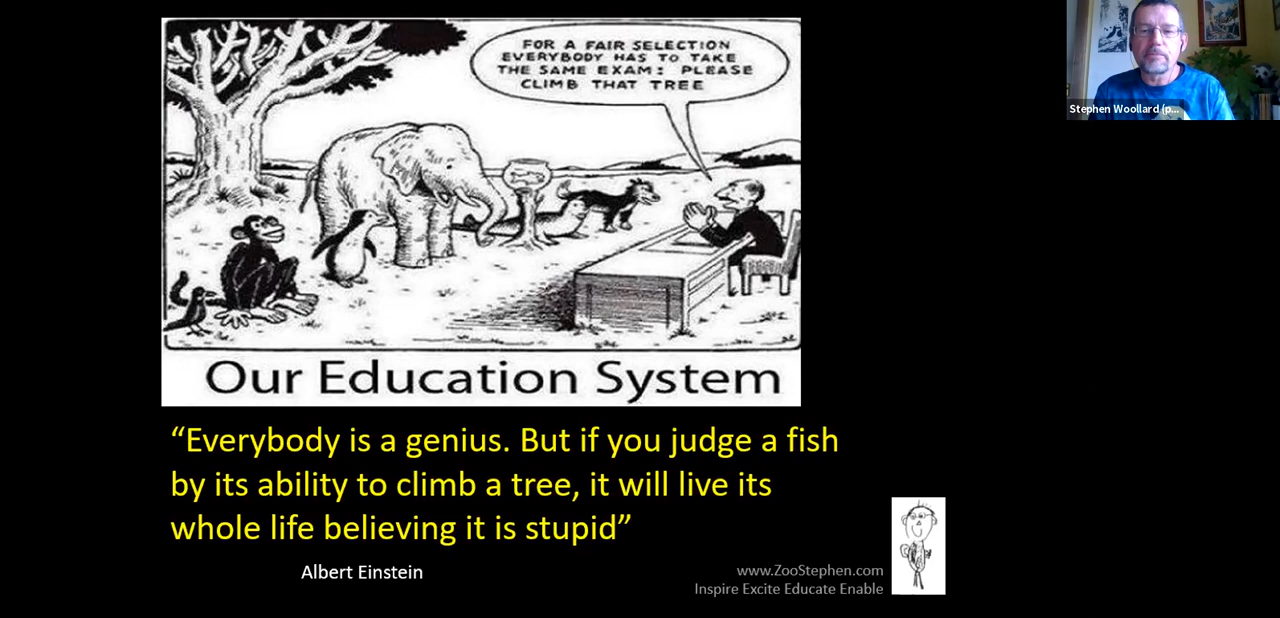 FOR A FAIR SELECTION
EVERYBODY HAS TO TAKE
THE SAME EXAM: PLEASE
CLIMB THAT TREE
Our Education System
“Everybody is a genius. But if you judge a fish
by its ability to climb a tree, it will live its
whole life believing it is stupid”
Albert Einstein
www.ZooStephen.com
Inspire Excite Educate Enable
Stephen Woollard (p...